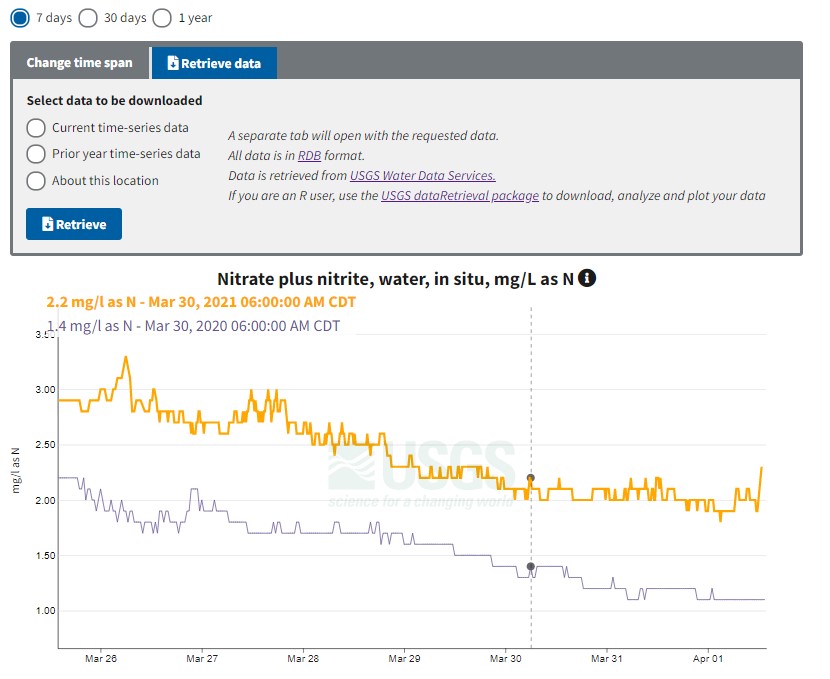 7 days 30 days 1 year
Change time span Retrieve data
Select data to be downloaded
Current time-series data
Prior year time-series data
About this location
A separate tab will open with the requested data.
All data is in RDB format.
Data is retrieved from USGS Water Data Services.
If you are an R user, use the USGS dataRetrieval package to download, analyze and plot your data
Retrieve
Nitrate plus nitrite, water, in situ, mg/L as N
2.2 mg/l as N - Mar 30, 2021 06:00:00 AM CDT
1.4 mg/l as N - Mar 30, 2020 06:00:00 AM CDT
3.00
2.50
2.00
1.50
1.00
mg/l as N
USGS
science for a changing world
Mar 26 Mar 27 Mar 28 Mar 29 Mar 30 Mar 31 Apr 01